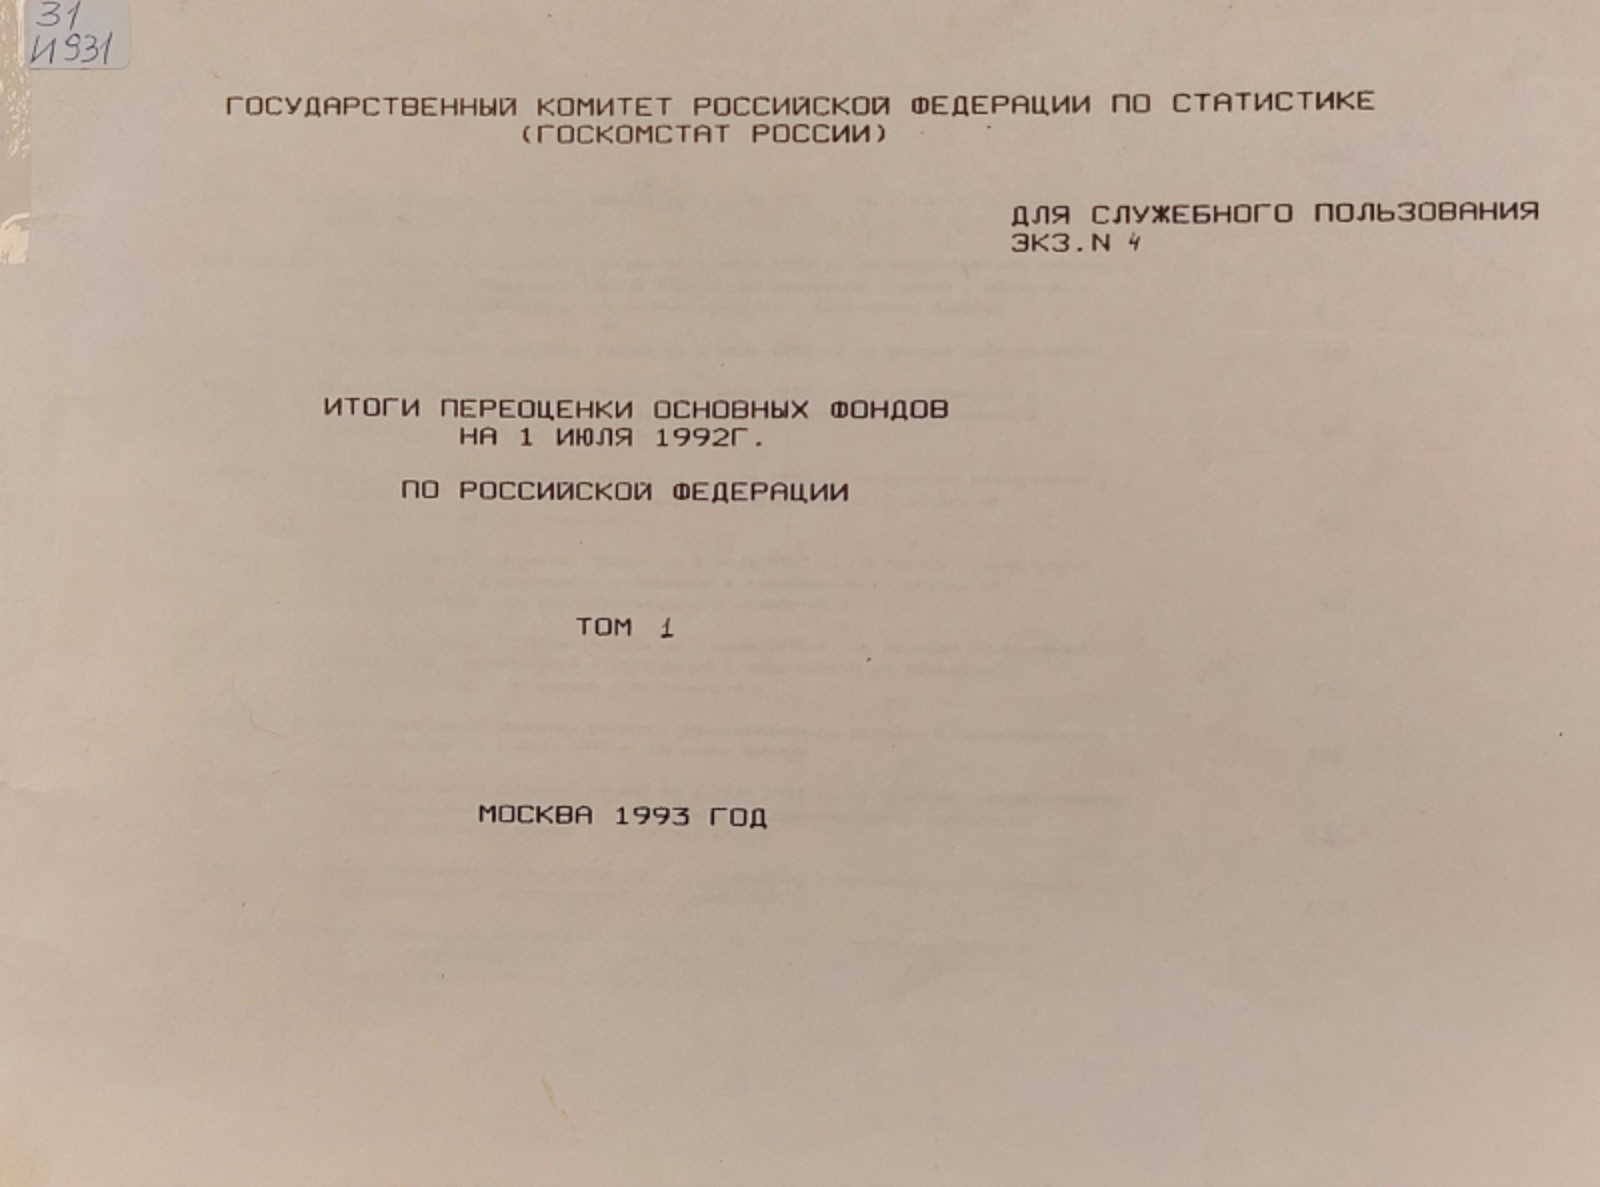 31
И931
ГОСУДАРСТВЕННЫЙ КОМИТЕТ РОССИЙСКОЙ ФЕДЕРАЦИИ ПО СТАТИСТИКЕ
(ГОСКОМСТАТ РОССИИ)
ДЛЯ СЛУЖЕБНОГО ПОЛЬЗОВАНИЯ
ЭКЗ.N 4
ИТОГИ ПЕРЕОЦЕНКИ ОСНОВНЫХ ФОНДОВ
НА 1 ИЮЛЯ 1992Г.
ПО РОССИЙСКОЙ ФЕДЕРАЦИИ
ТОМ 1
МОСКВА 1993 ГОД